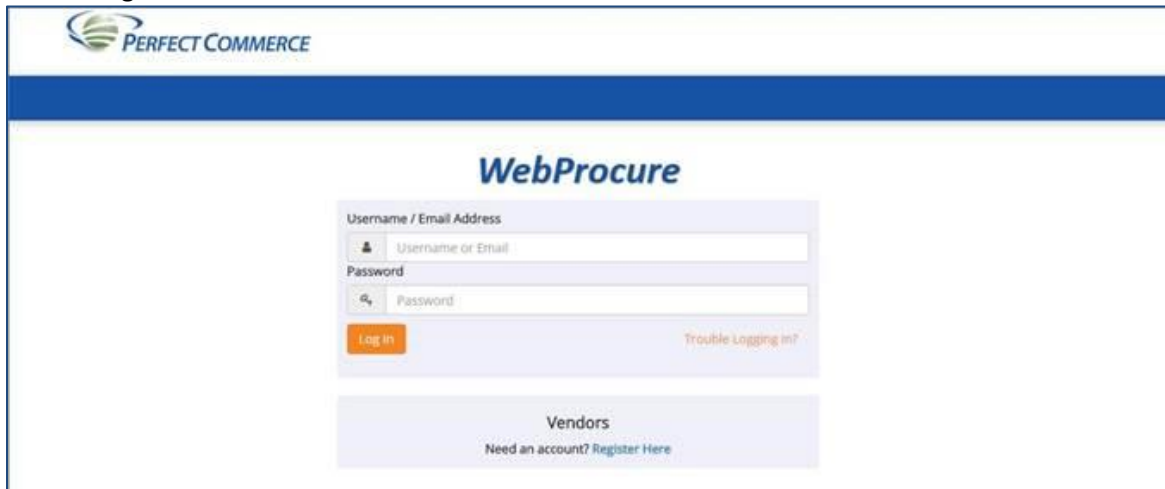 PERFECT COMMERCE
WebProcure
Username / Email Address
Username or Email
Password
Password
Log In
Trouble Logging in?
Vendors
Need an account? Register Here